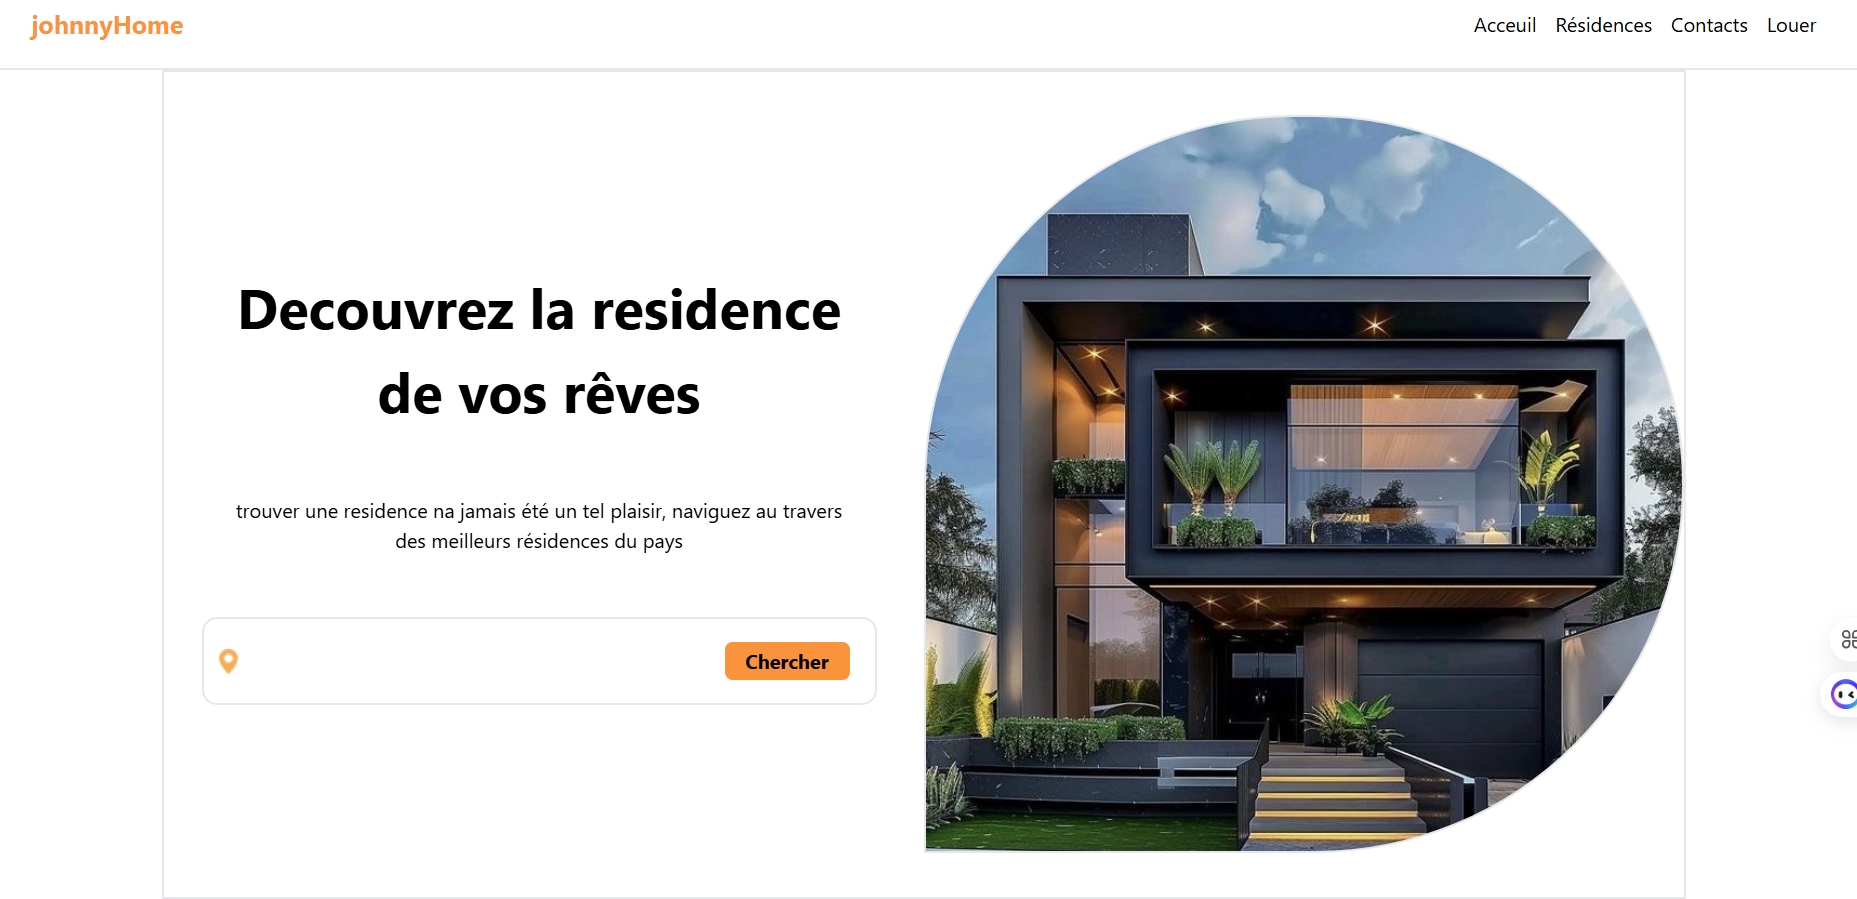 johnnyHome
Acceuil Résidences Contacts Louer
Decouvrez la residence
de vos rêves
trouver une residence na jamais été un tel plaisir, naviguez au travers
des meilleurs résidences du pays
Chercher